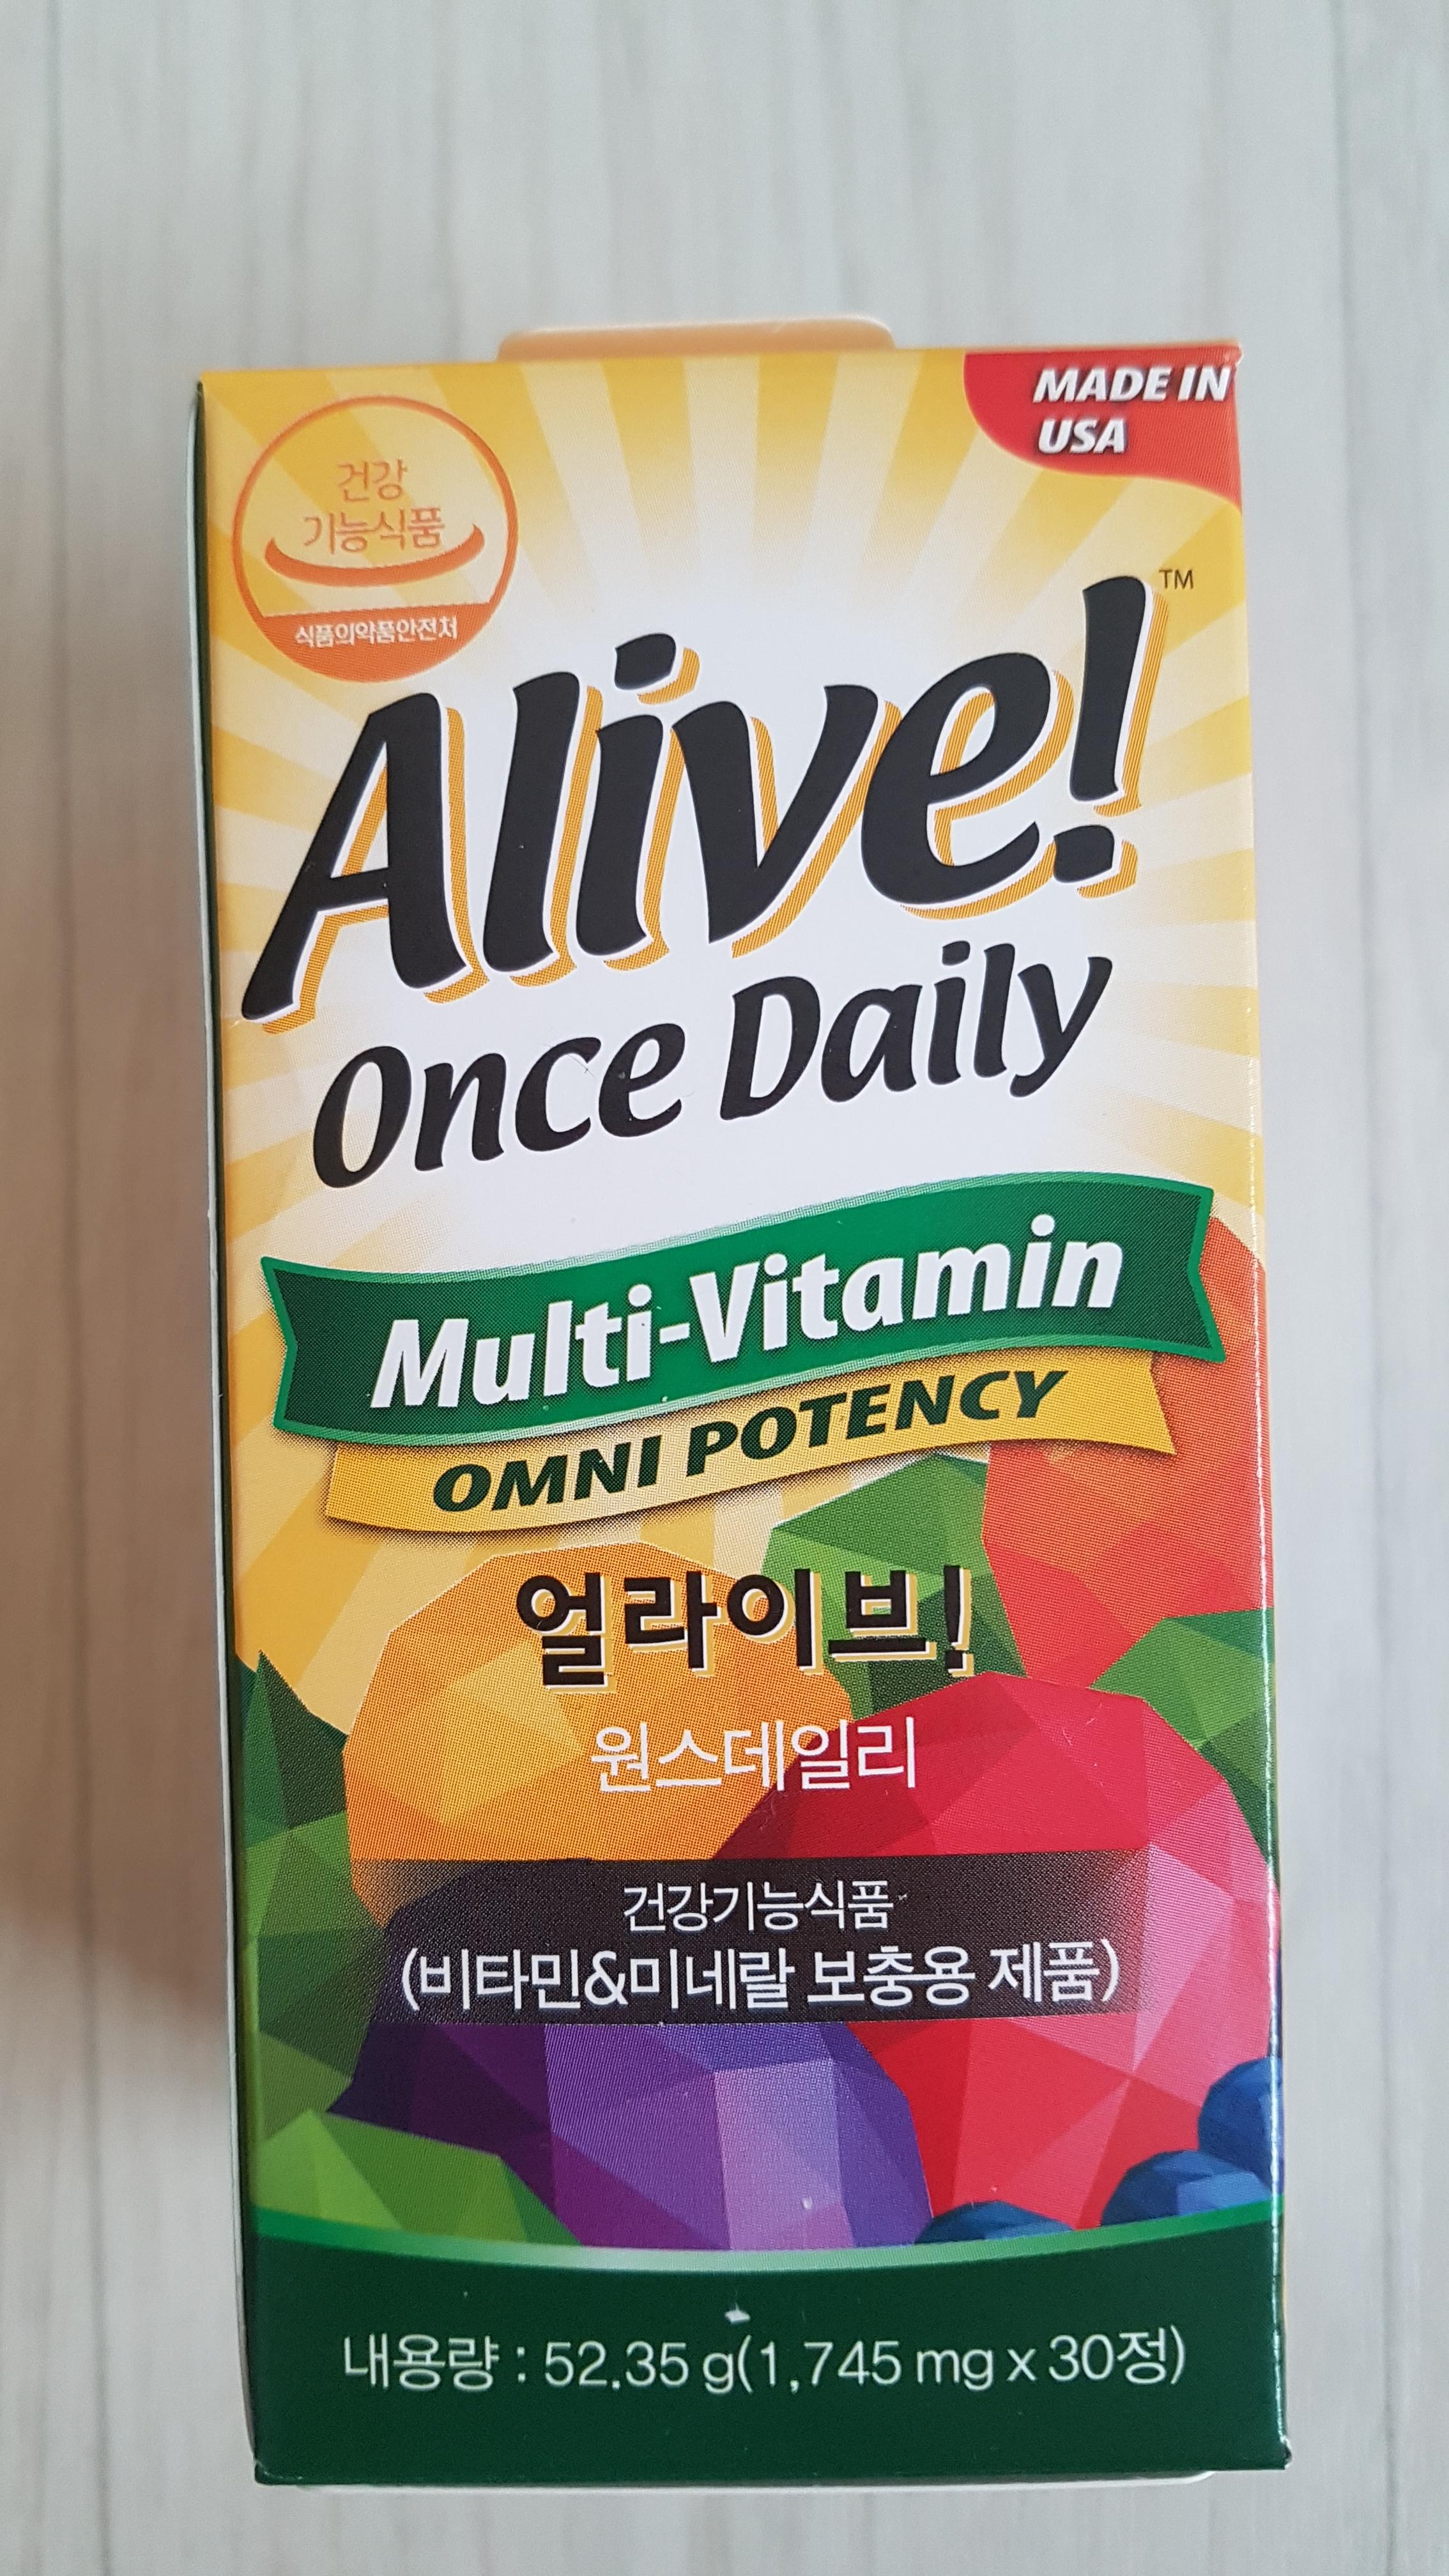 MADE IN
USA
건강
기능식품
식품의약품안전처
Alive!™
Once Daily
Multi-Vitamin
OMNI POTENCY
얼라이브!
원스데일리
건강기능식품
(비타민&미네랄 보충용 제품)
내용량 : 52.35 g(1,745 mg x 30정)